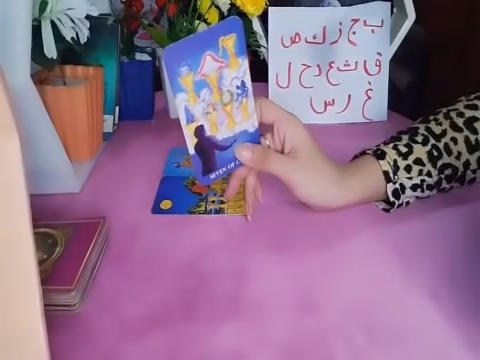 ب ج ز ک ص
ق ث ع د ح ل
غ ر س
SEVEN OF